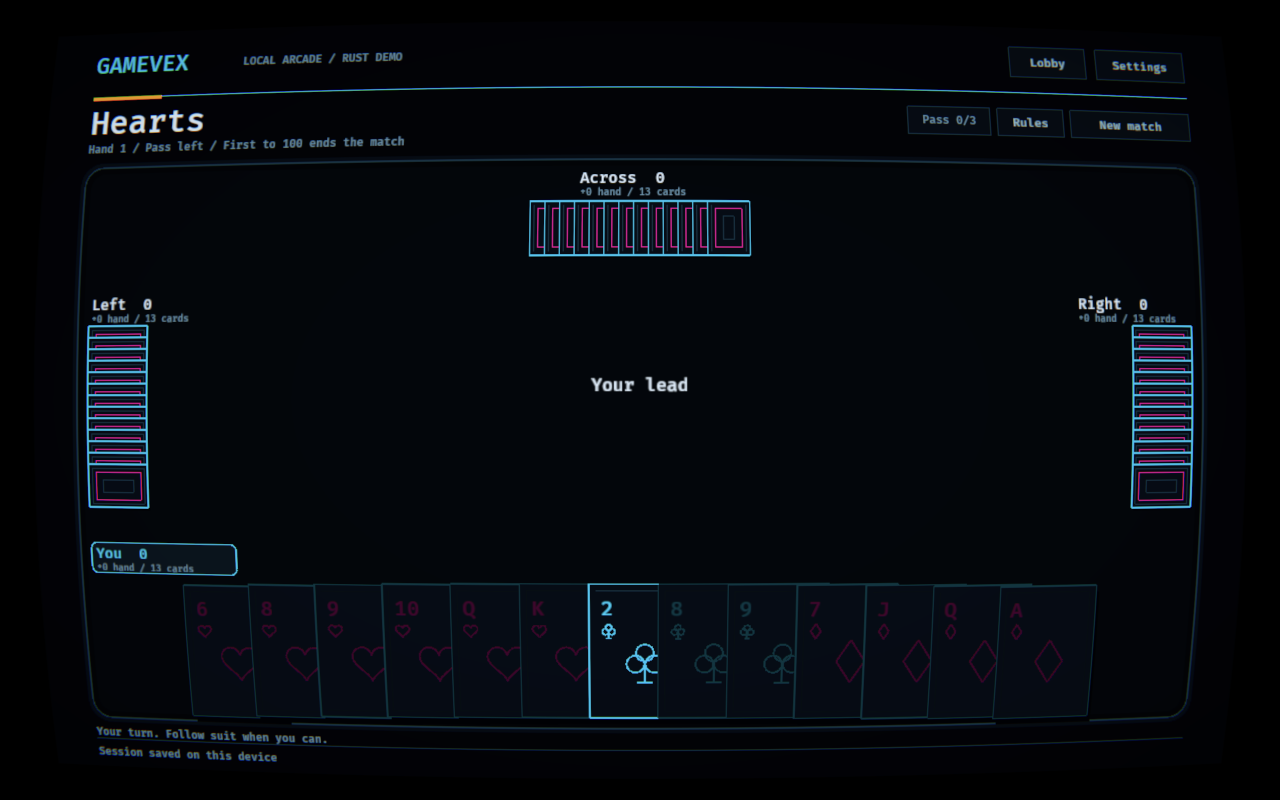 GAMEVEX
LOCAL ARCADE / RUST DEMO
Lobby
Settings
Hearts
Hand 1 / Pass left / First to 100 ends the match
Pass 0/3
Rules
New match
Across 0
+0 hand / 13 cards
Left 0
+0 hand / 13 cards
Right 0
+0 hand / 13 cards
Your lead
You 0
+0 hand / 13 cards
6 8 9 10 Q K 2 8 9 7 J Q A
Your turn. Follow suit when you can.
Session saved on this device